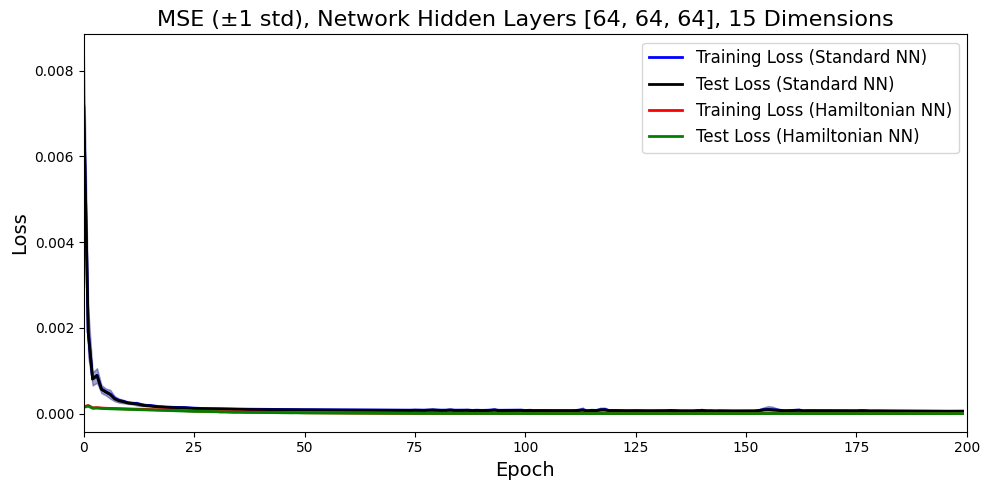 MSE (±1 std), Network Hidden Layers [64, 64, 64], 15 Dimensions
Training Loss (Standard NN)
Test Loss (Standard NN)
Training Loss (Hamiltonian NN)
Test Loss (Hamiltonian NN)
Loss
0.008
0.006
0.004
0.002
0.000
0 25 50 75 100 125 150 175 200
Epoch